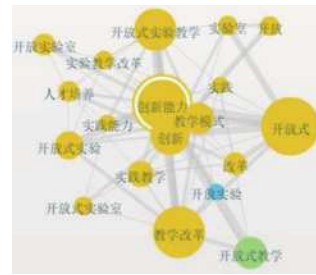 开放式实验教学
实验室
开放
开放实验室
实验教学改革
实践
人才培养
创新能力
教学模式
开放式
实践能力
创新
开放式实验
改革
实践教学
开放实验
开放式实验室
教学改革
开放式教学